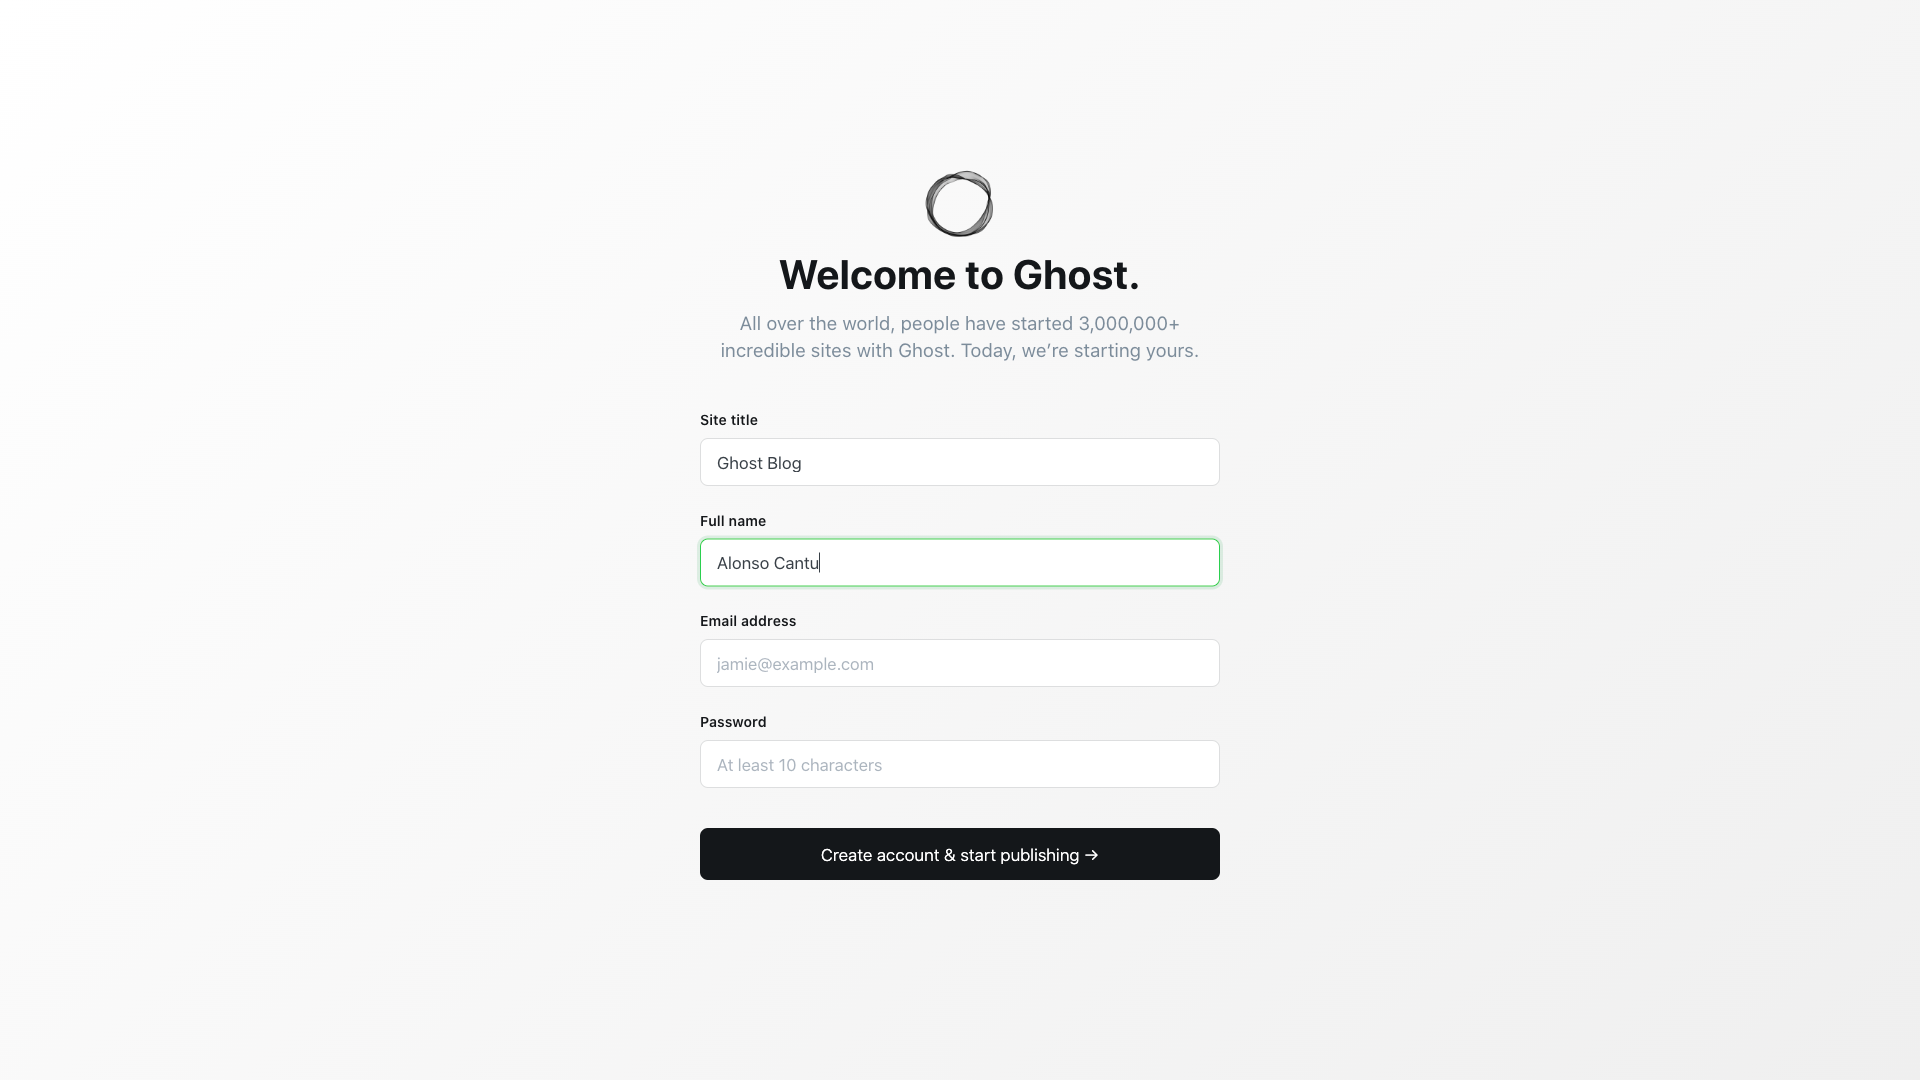 Welcome to Ghost.
All over the world, people have started 3,000,000+
incredible sites with Ghost. Today, we’re starting yours.
Site title
Ghost Blog
Full name
Alonso Cantu
Email address
jamie@example.com
Password
At least 10 characters
Create account & start publishing →